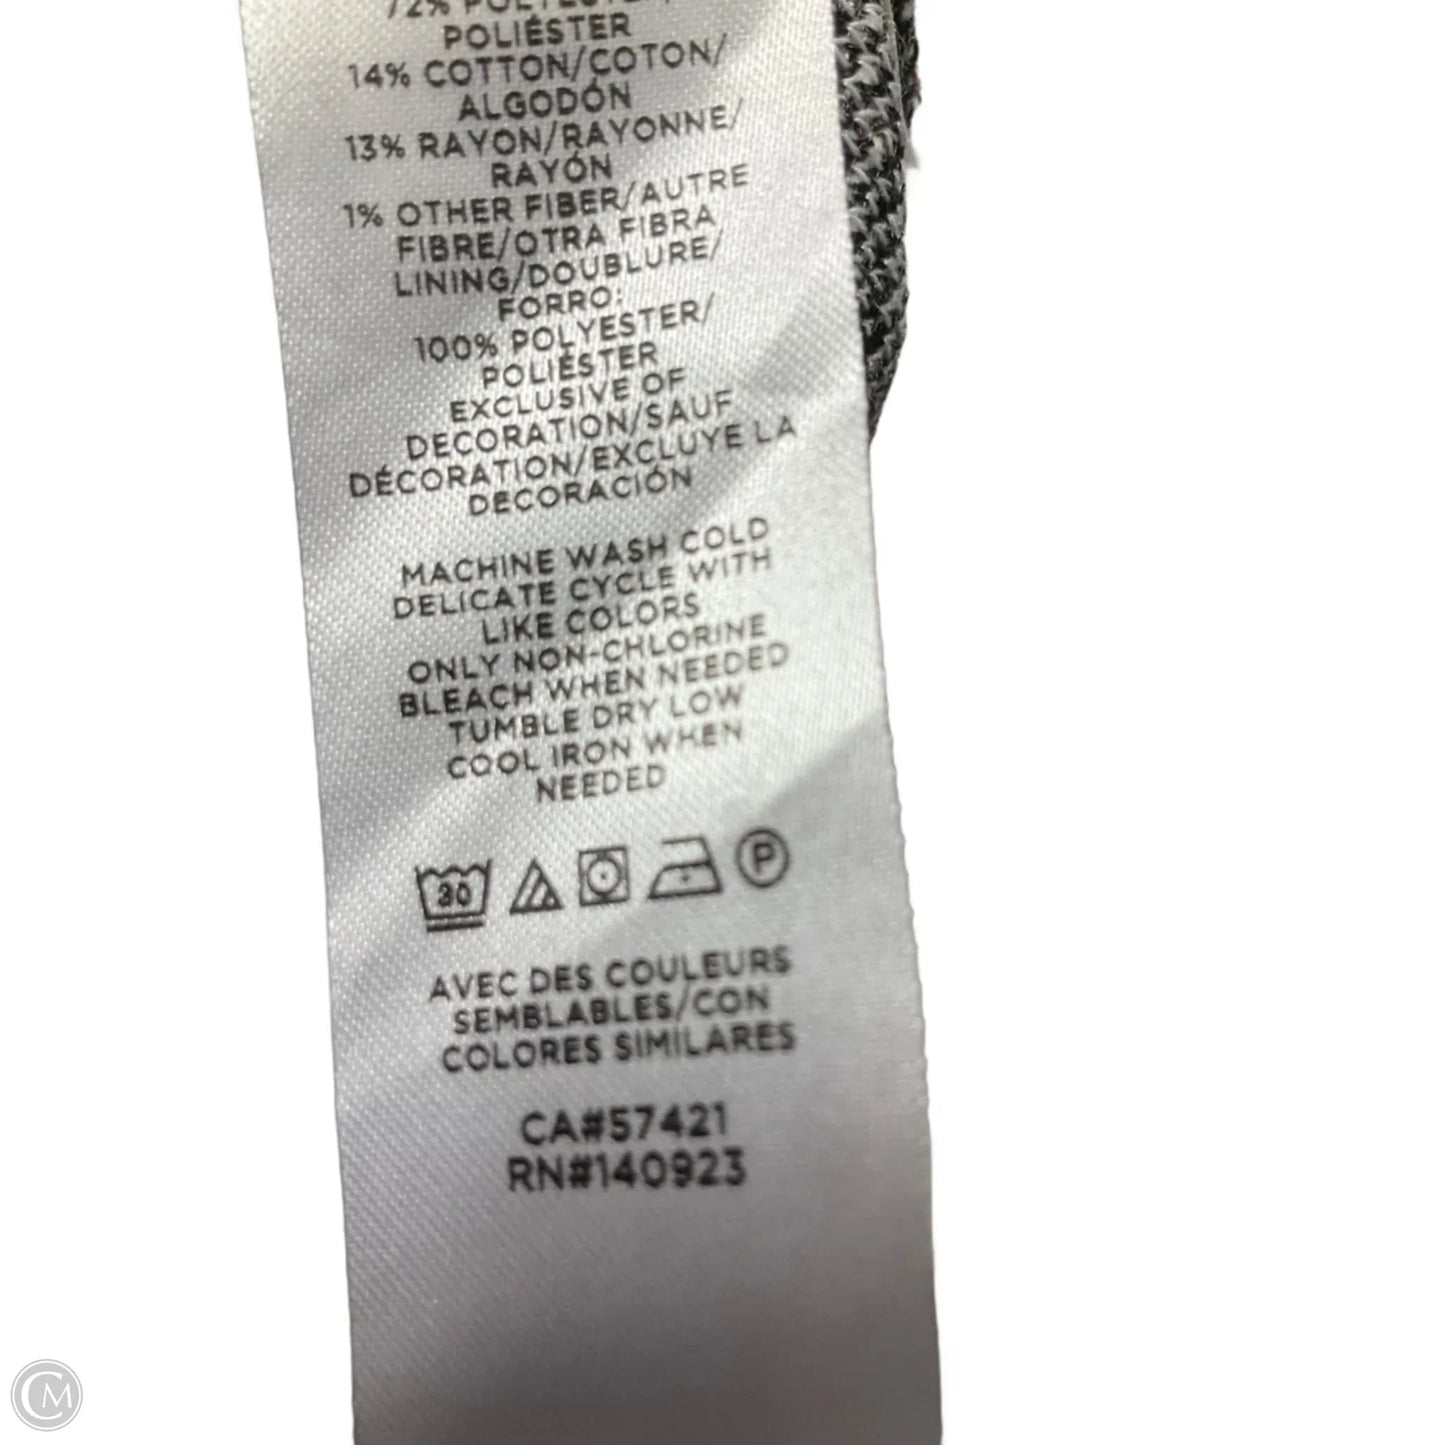 72% POLYESTER/
POLIÉSTER
14% COTTON/COTON/
ALGODÓN
13% RAYON/RAYONNE/
RAYÓN
1% OTHER FIBER/AUTRE
FIBRE/OTRA FIBRA
LINING/DOUBLURE/
FORRO:
100% POLYESTER/
POLIÉSTER
EXCLUSIVE OF
DECORATION/SAUF
DÉCORATION/EXCLUYE LA
DECORACIÓN
MACHINE WASH COLD
DELICATE CYCLE WITH
LIKE COLORS
ONLY NON-CHLORINE
BLEACH WHEN NEEDED
TUMBLE DRY LOW
COOL IRON WHEN
NEEDED
30 P
AVEC DES COULEURS
SEMBLABLES/CON
COLORES SIMILARES
CA#57421
RN#140923
CM